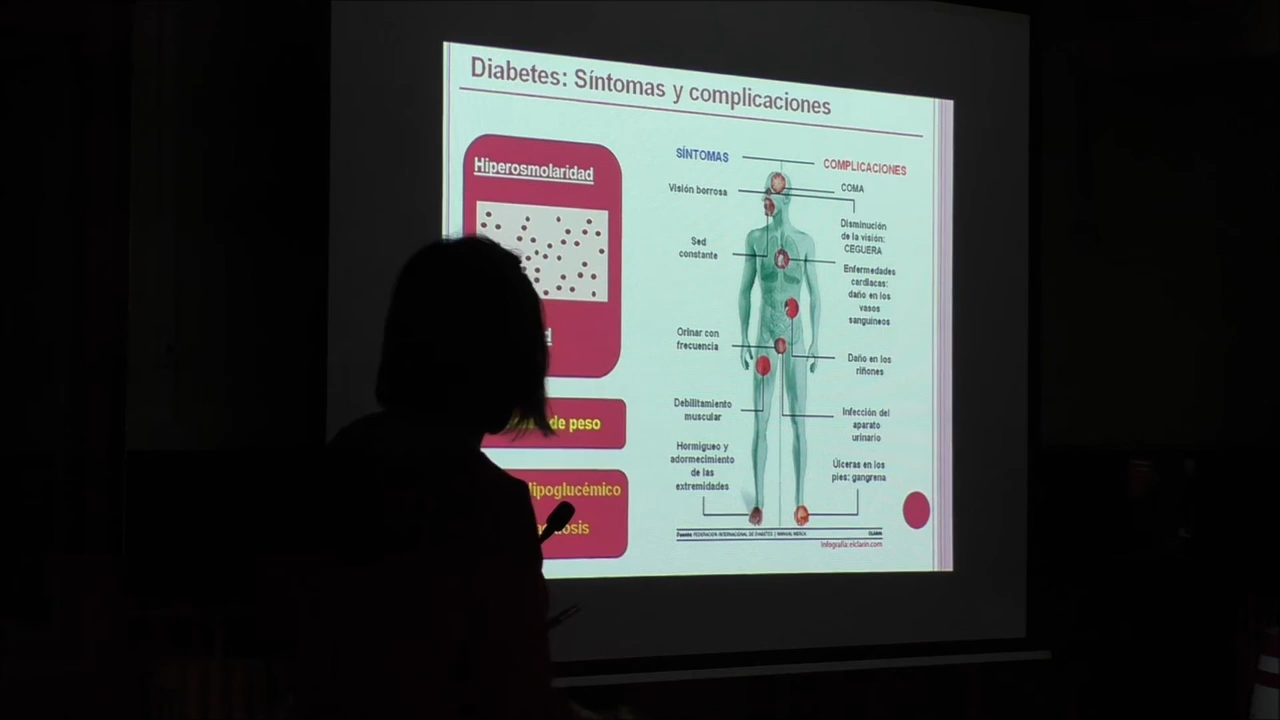 Diabetes: Síntomas y complicaciones
Hiperosmolaridad
de peso
SÍNTOMAS
Visión borrosa
Sed
constante
Orinar con
frecuencia
Debilitamiento
muscular
Hormigueo y
adormecimiento
de las
extremidades
COMPLICACIONES
COMA
Disminución
de la visión:
CEGUERA
Enfermedades
cardíacas:
daño en los
vasos
sanguíneos
Daño en los
riñones
Infección del
aparato
urinario
Úlceras en los
pies: gangrena
Fuente: FEDERACION INTERNACIONAL DE DIABETES | MANUAL MERCK
CLARIN
Infografía: elclarin.com